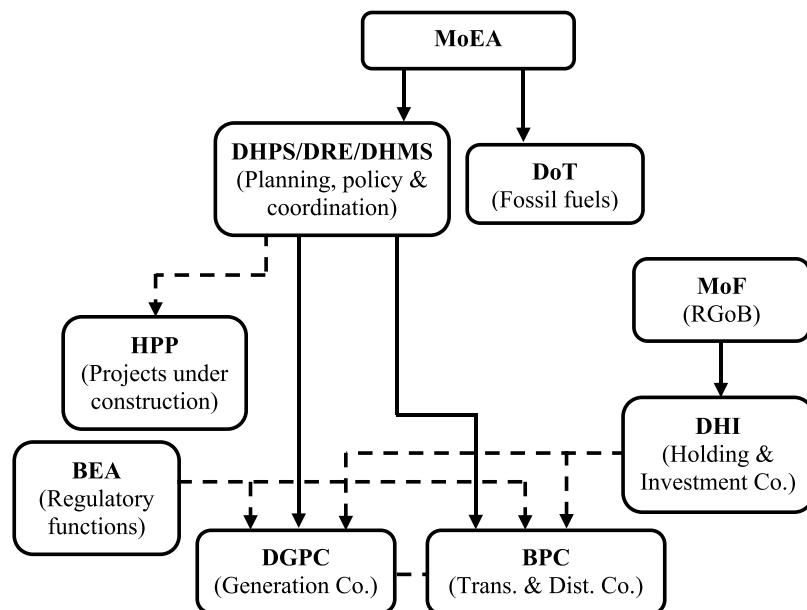 MoEA
DHPS/DRE/DHMS
(Planning, policy &
coordination)
DoT
(Fossil fuels)
MoF
(RGoB)
HPP
(Projects under
construction)
DHI
(Holding &
Investment Co.)
BEA
(Regulatory
functions)
DGPC
(Generation Co.)
BPC
(Trans. & Dist. Co.)